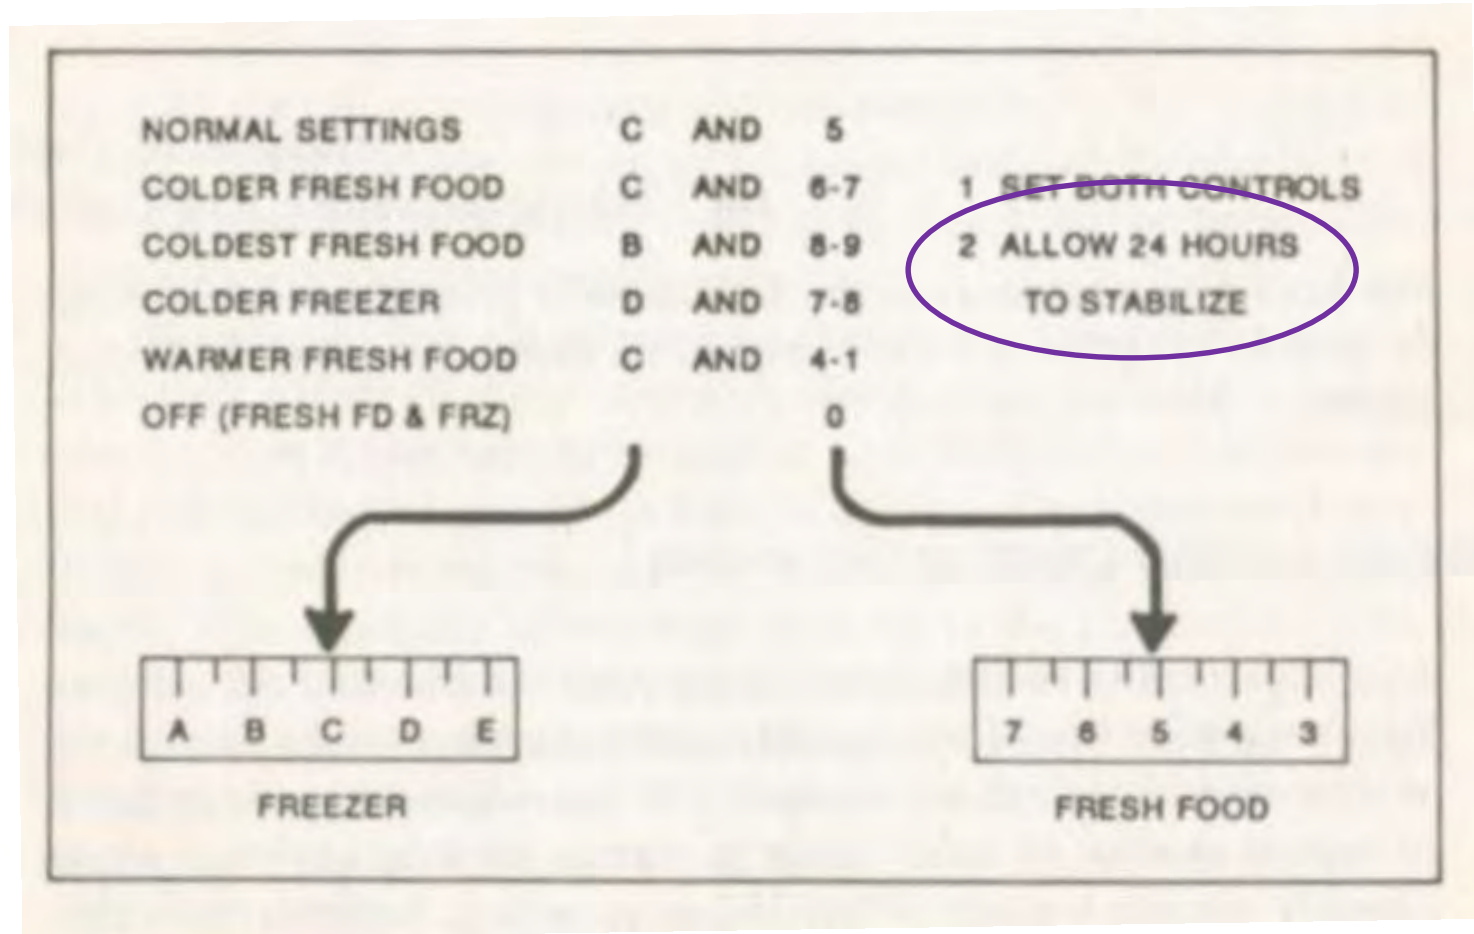 NORMAL SETTINGS C AND 5
COLDER FRESH FOOD C AND 6-7 1 SET BOTH CONTROLS
COLDEST FRESH FOOD B AND 8-9 2 ALLOW 24 HOURS
COLDER FREEZER D AND 7-8 TO STABILIZE
WARMER FRESH FOOD C AND 4-1
OFF (FRESH FD & FRZ) 0
A B C D E 7 6 5 4 3
FREEZER FRESH FOOD